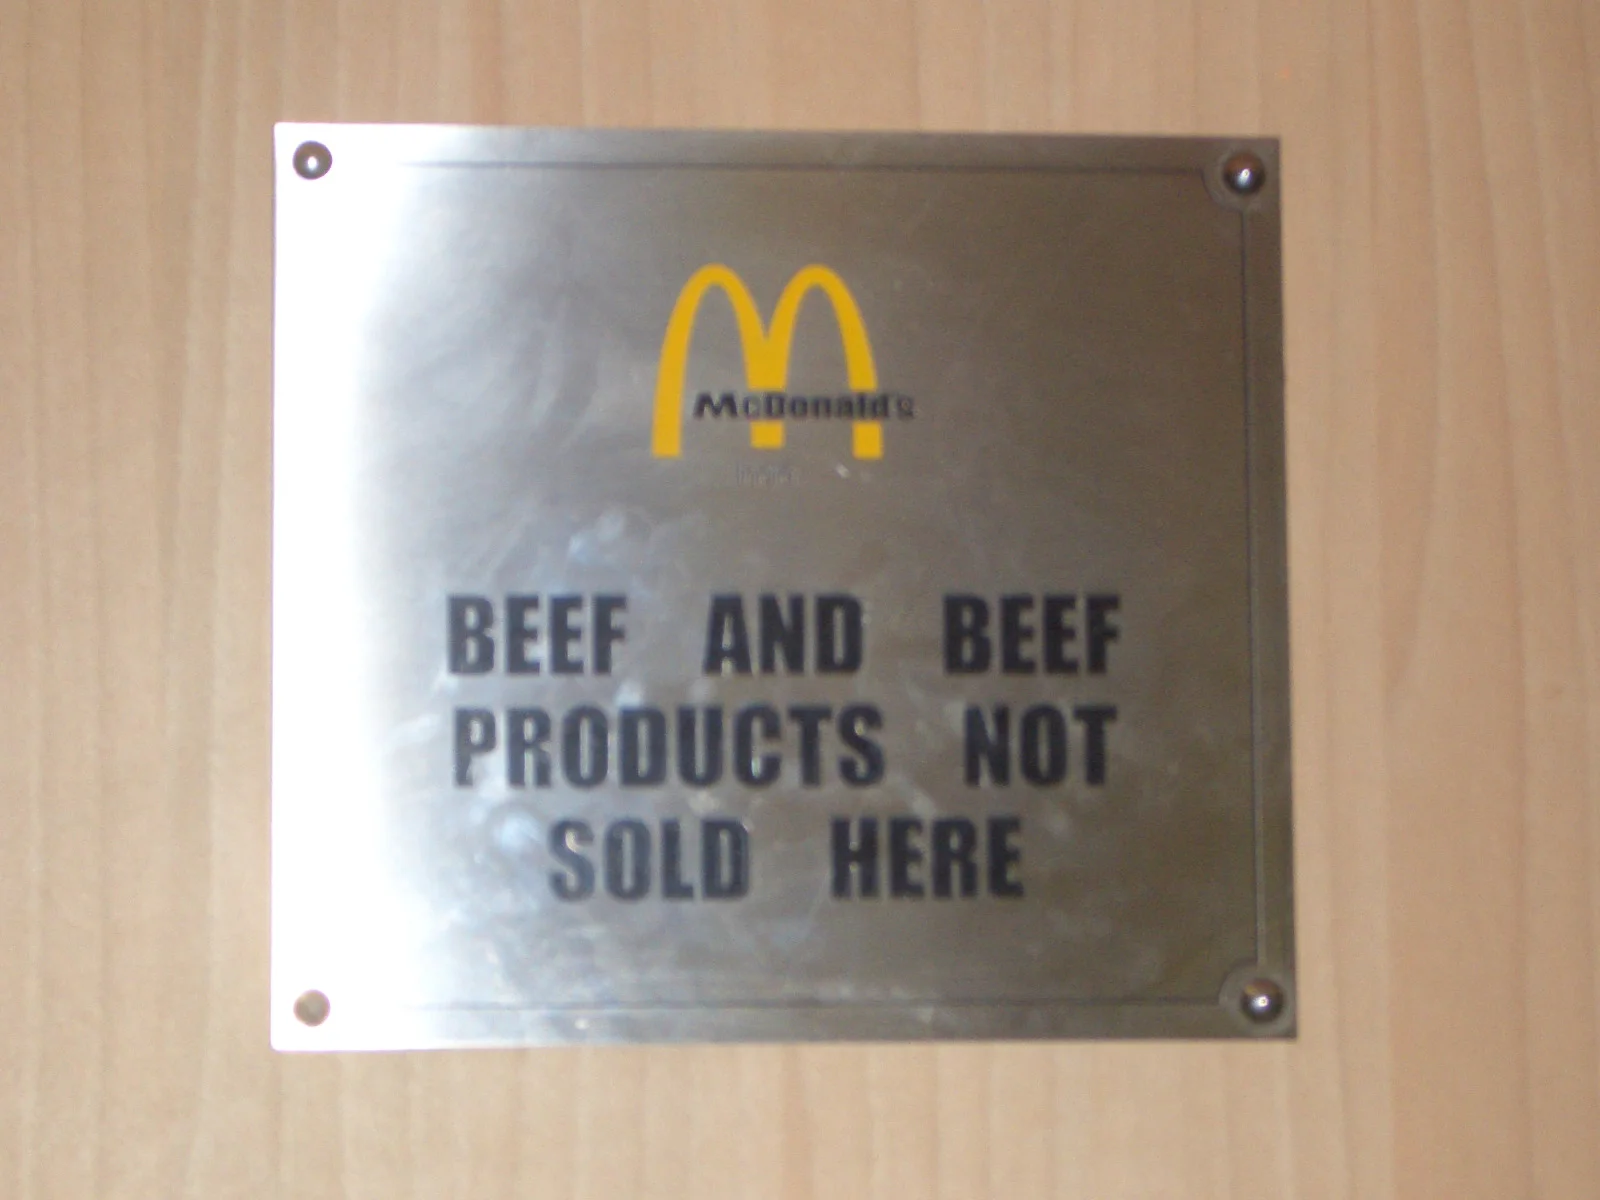 McDonald's
BEEF AND BEEF
PRODUCTS NOT
SOLD HERE